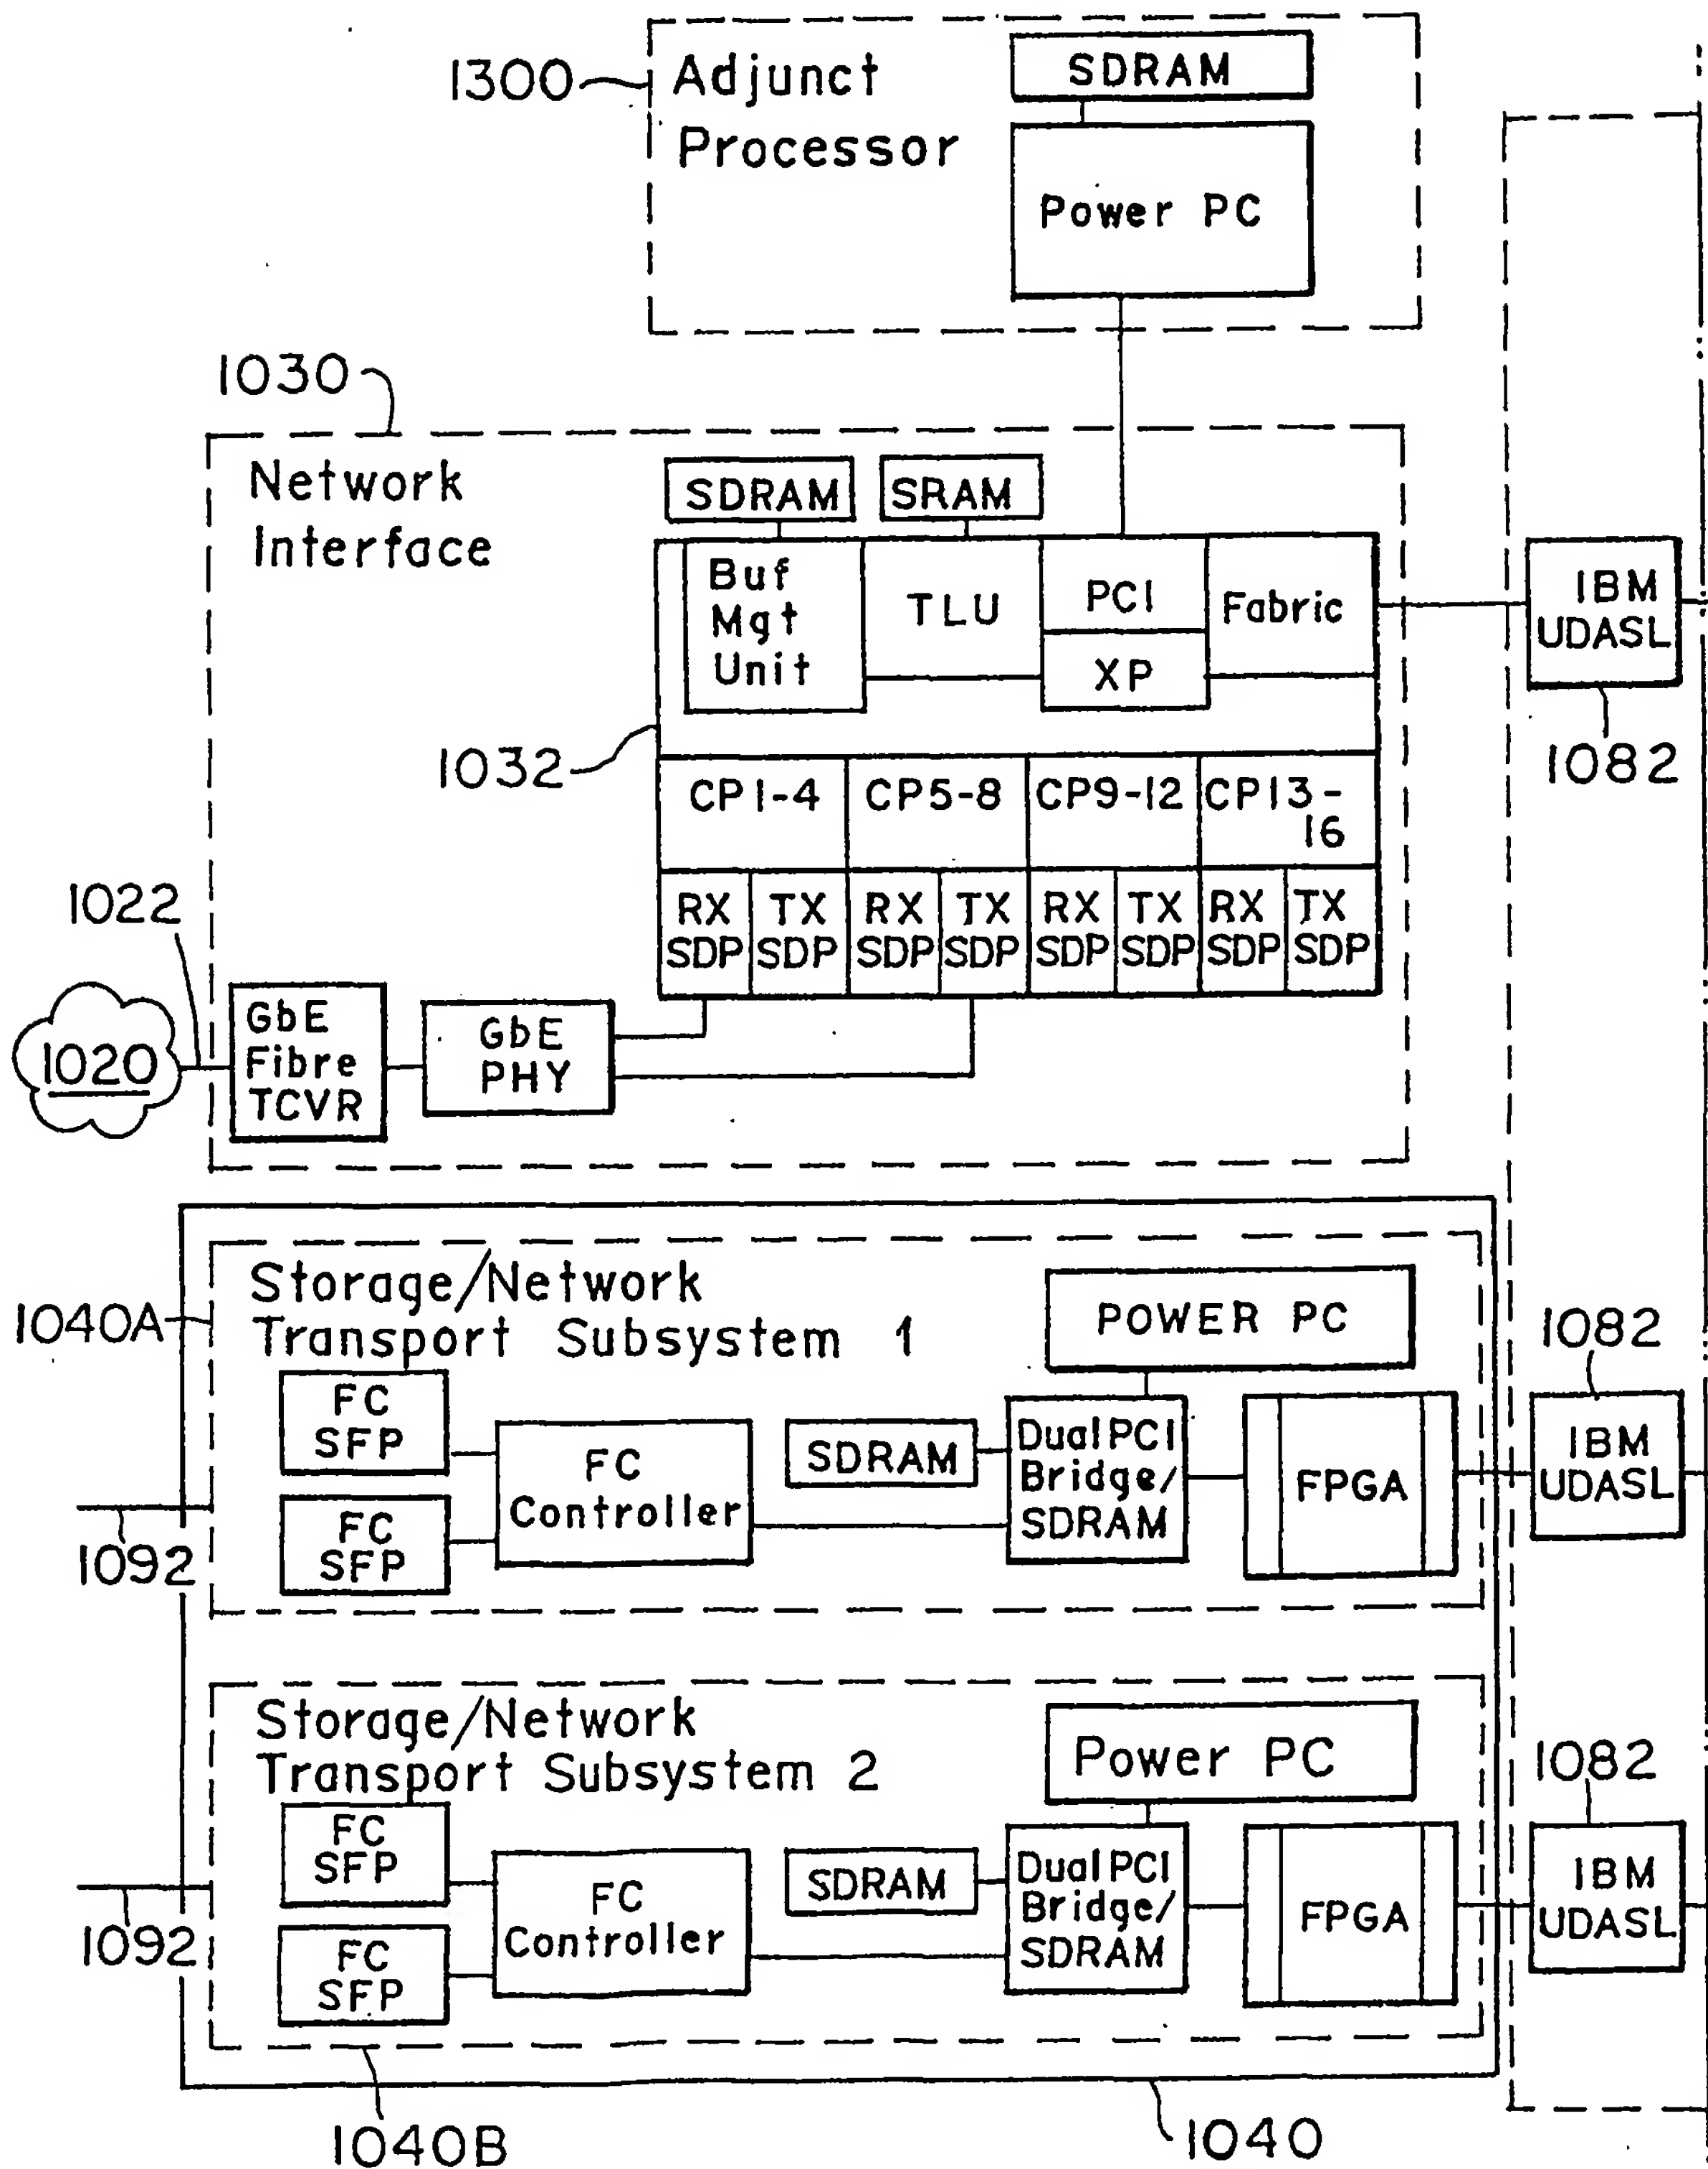 1300
Adjunct
Processor
SDRAM
Power PC
1030
Network
Interface
SDRAM
SRAM
Buf
Mgt
Unit
TLU
PCI
XP
Fabric
IBM
UDASL
1082
1032
CP1-4
CP5-8
CP9-12
CP13-
16
RX
SDP
TX
SDP
RX
SDP
TX
SDP
RX
SDP
TX
SDP
RX
SDP
TX
SDP
1022
1020
GbE
Fibre
TCVR
GbE
PHY
Storage/Network
Transport Subsystem 1
1040A
POWER PC
FC
SFP
FC
SFP
FC
Controller
SDRAM
Dual PCI
Bridge/
SDRAM
FPGA
1082
IBM
UDASL
1092
Storage/Network
Transport Subsystem 2
Power PC
FC
SFP
FC
SFP
FC
Controller
SDRAM
Dual PCI
Bridge/
SDRAM
FPGA
1082
IBM
UDASL
1092
1040B
1040